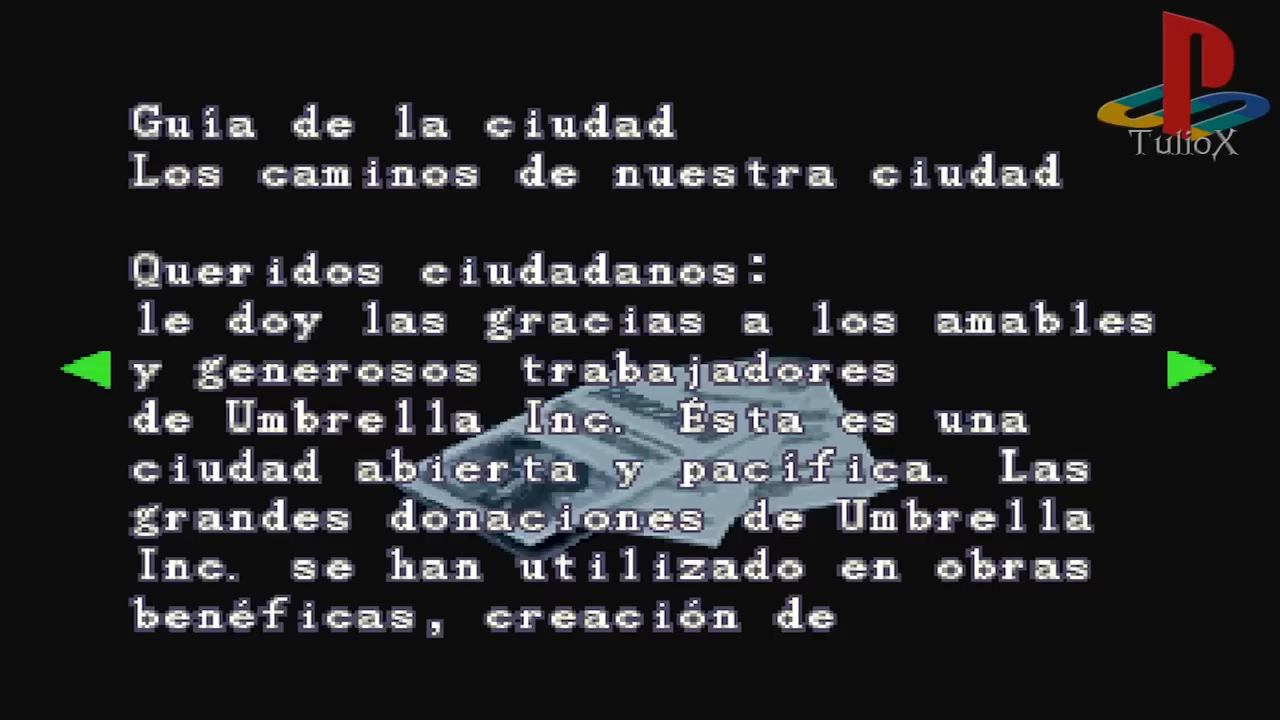 Guía de la ciudad
Los caminos de nuestra ciudad
Queridos ciudadanos:
le doy las gracias a los amables
y generosos trabajadores
de Umbrella Inc. Ésta es una
ciudad abierta y pacífica. Las
grandes donaciones de Umbrella
Inc. se han utilizado en obras
benéficas, creación de
TulioX